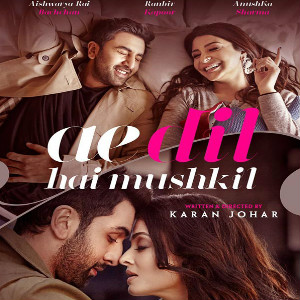 Aishwarya Rai Bachchan
Ranbir Kapoor
Anushka Sharma
ae dil
hai mushkil
WRITTEN & DIRECTED BY
KARAN JOHAR